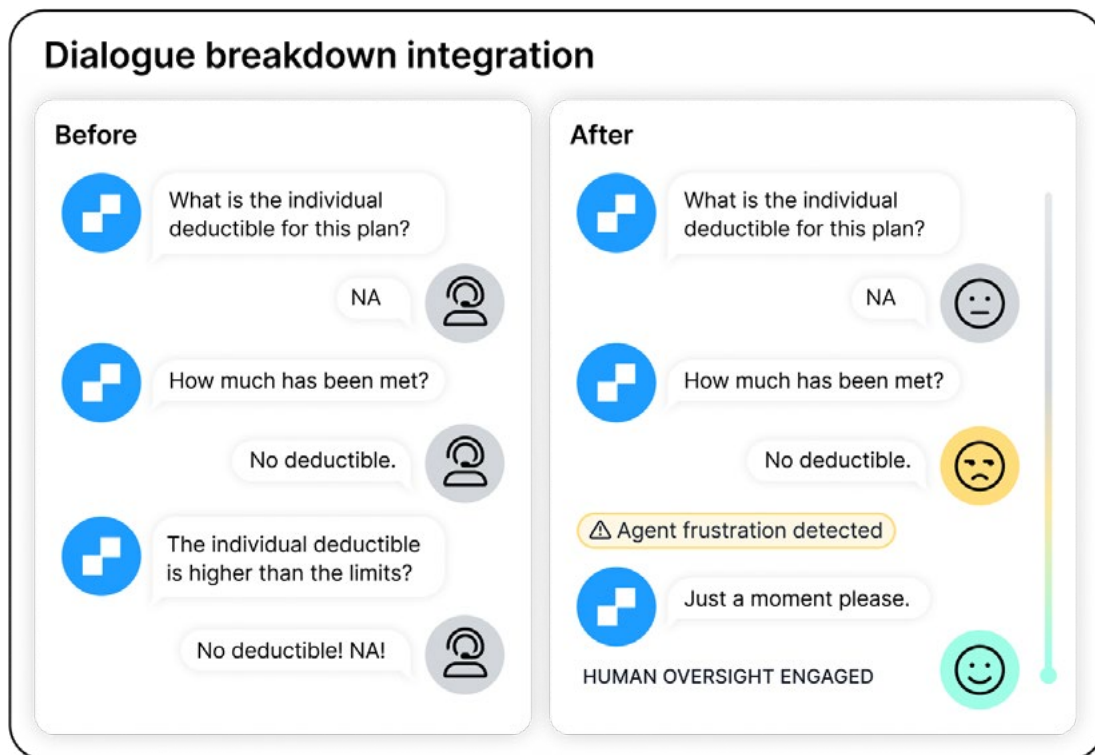 Dialogue breakdown integration
Before
What is the individual
deductible for this plan?
NA
How much has been met?
No deductible.
The individual deductible
is higher than the limits?
No deductible! NA!
After
What is the individual
deductible for this plan?
NA
How much has been met?
No deductible.
Agent frustration detected
Just a moment please.
HUMAN OVERSIGHT ENGAGED